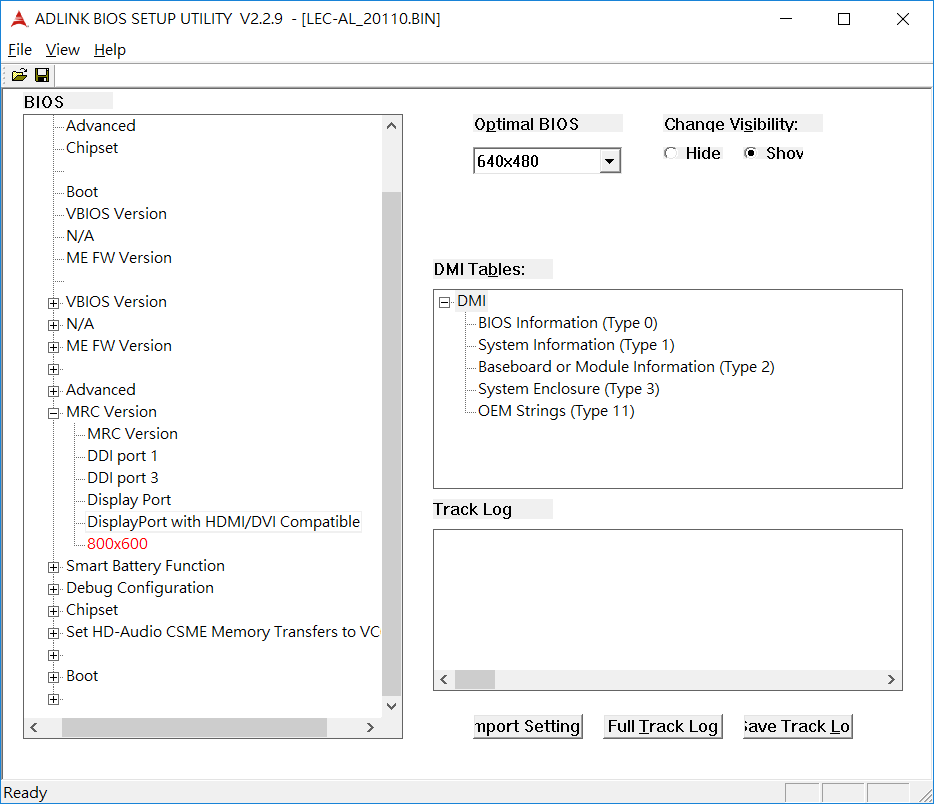 ADLINK BIOS SETUP UTILITY V2.2.9 - [LEC-AL_20110.BIN]
File View Help
BIOS
Advanced
Chipset
Boot
VBIOS Version
N/A
ME FW Version
VBIOS Version
N/A
ME FW Version
Advanced
MRC Version
MRC Version
DDI port 1
DDI port 3
Display Port
DisplayPort with HDMI/DVI Compatible
800x600
Smart Battery Function
Debug Configuration
Chipset
Set HD-Audio CSME Memory Transfers to VC
Boot
Optimal BIOS
640x480
Change Visibility:
Hide Shov
DMI Tables:
DMI
BIOS Information (Type 0)
System Information (Type 1)
Baseboard or Module Information (Type 2)
System Enclosure (Type 3)
OEM Strings (Type 11)
Track Log
mport Setting Full Track Log Save Track Lo
Ready